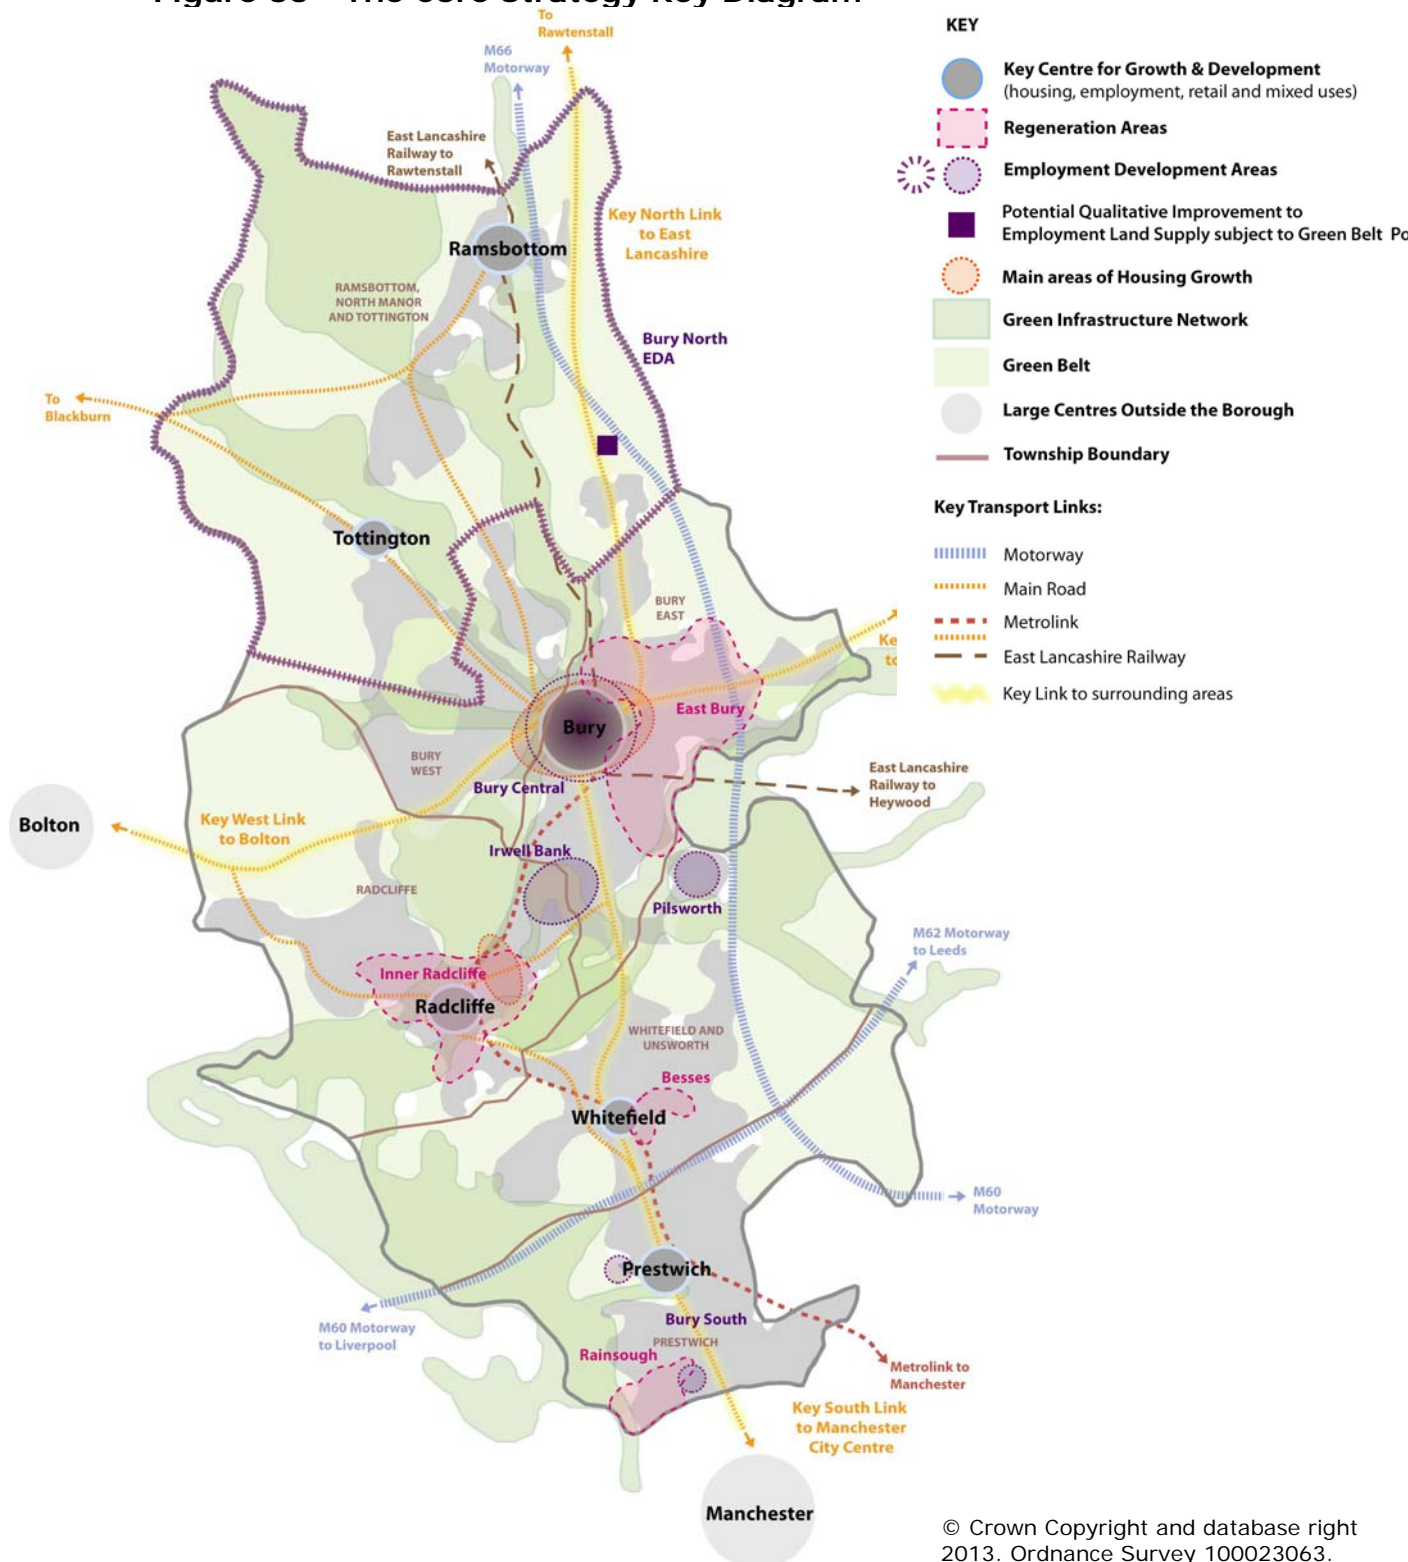 To
Rawtenstall
M66
Motorway
East Lancashire
Railway to
Rawtenstall
Key North Link
to East
Lancashire
Ramsbottom
RAMSBOTTOM,
NORTH MANOR
AND TOTTINGTON
Bury North
EDA
To
Blackburn
Tottington
BURY
EAST
Ke
to
East Bury
Bury
BURY
WEST
Bury Central
East Lancashire
Railway to
Heywood
Bolton
Key West Link
to Bolton
Irwell Bank
RADCLIFFE
Pilsworth
M62 Motorway
to Leeds
Inner Radcliffe
Radcliffe
WHITEFIELD AND
UNSWORTH
Besses
Whitefield
M60
Motorway
Prestwich
M60 Motorway
to Liverpool
Bury South
PRESTWICH
Rainsough
Metrolink to
Manchester
Key South Link
to Manchester
City Centre
Manchester
KEY
Key Centre for Growth & Development
(housing, employment, retail and mixed uses)
Regeneration Areas
Employment Development Areas
Potential Qualitative Improvement to
Employment Land Supply subject to Green Belt Po
Main areas of Housing Growth
Green Infrastructure Network
Green Belt
Large Centres Outside the Borough
Township Boundary
Key Transport Links:
Motorway
Main Road
Metrolink
East Lancashire Railway
Key Link to surrounding areas
© Crown Copyright and database right
2013. Ordnance Survey 100023063.